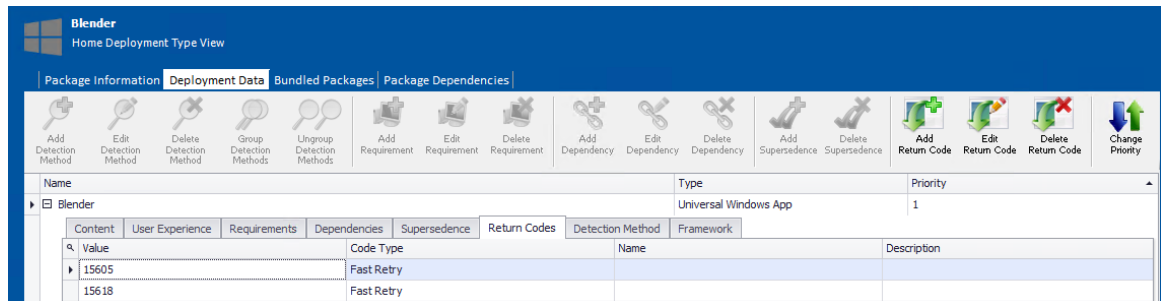 Blender
Home Deployment Type View
Package Information Deployment Data Bundled Packages Package Dependencies
Add Detection Method Edit Detection Method Delete Detection Method Group Detection Methods Ungroup Detection Methods Add Requirement Edit Requirement Delete Requirement Add Dependency Edit Dependency Delete Dependency Add Supersedence Delete Supersedence Add Return Code Edit Return Code Delete Return Code Change Priority
Name Type Priority
Blender Universal Windows App 1
Content User Experience Requirements Dependencies Supersedence Return Codes Detection Method Framework
Value Code Type Name Description
15605 Fast Retry
15618 Fast Retry